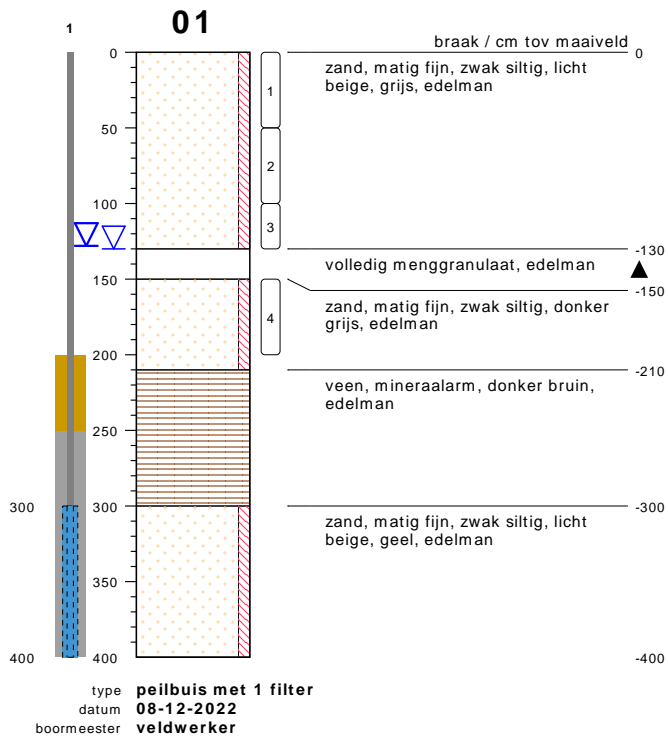 1
01
braak / cm tov maaiveld
0
0
zand, matig fijn, zwak siltig, licht
beige, grijs, edelman
1
50
2
100
3
-130
volledig menggranulaat, edelman
150
-150
zand, matig fijn, zwak siltig, donker
grijs, edelman
4
200
-210
veen, mineraalarm, donker bruin,
edelman
250
300
300
-300
zand, matig fijn, zwak siltig, licht
beige, geel, edelman
350
400
400
-400
type peilbuis met 1 filter
datum 08-12-2022
boormeester veldwerker